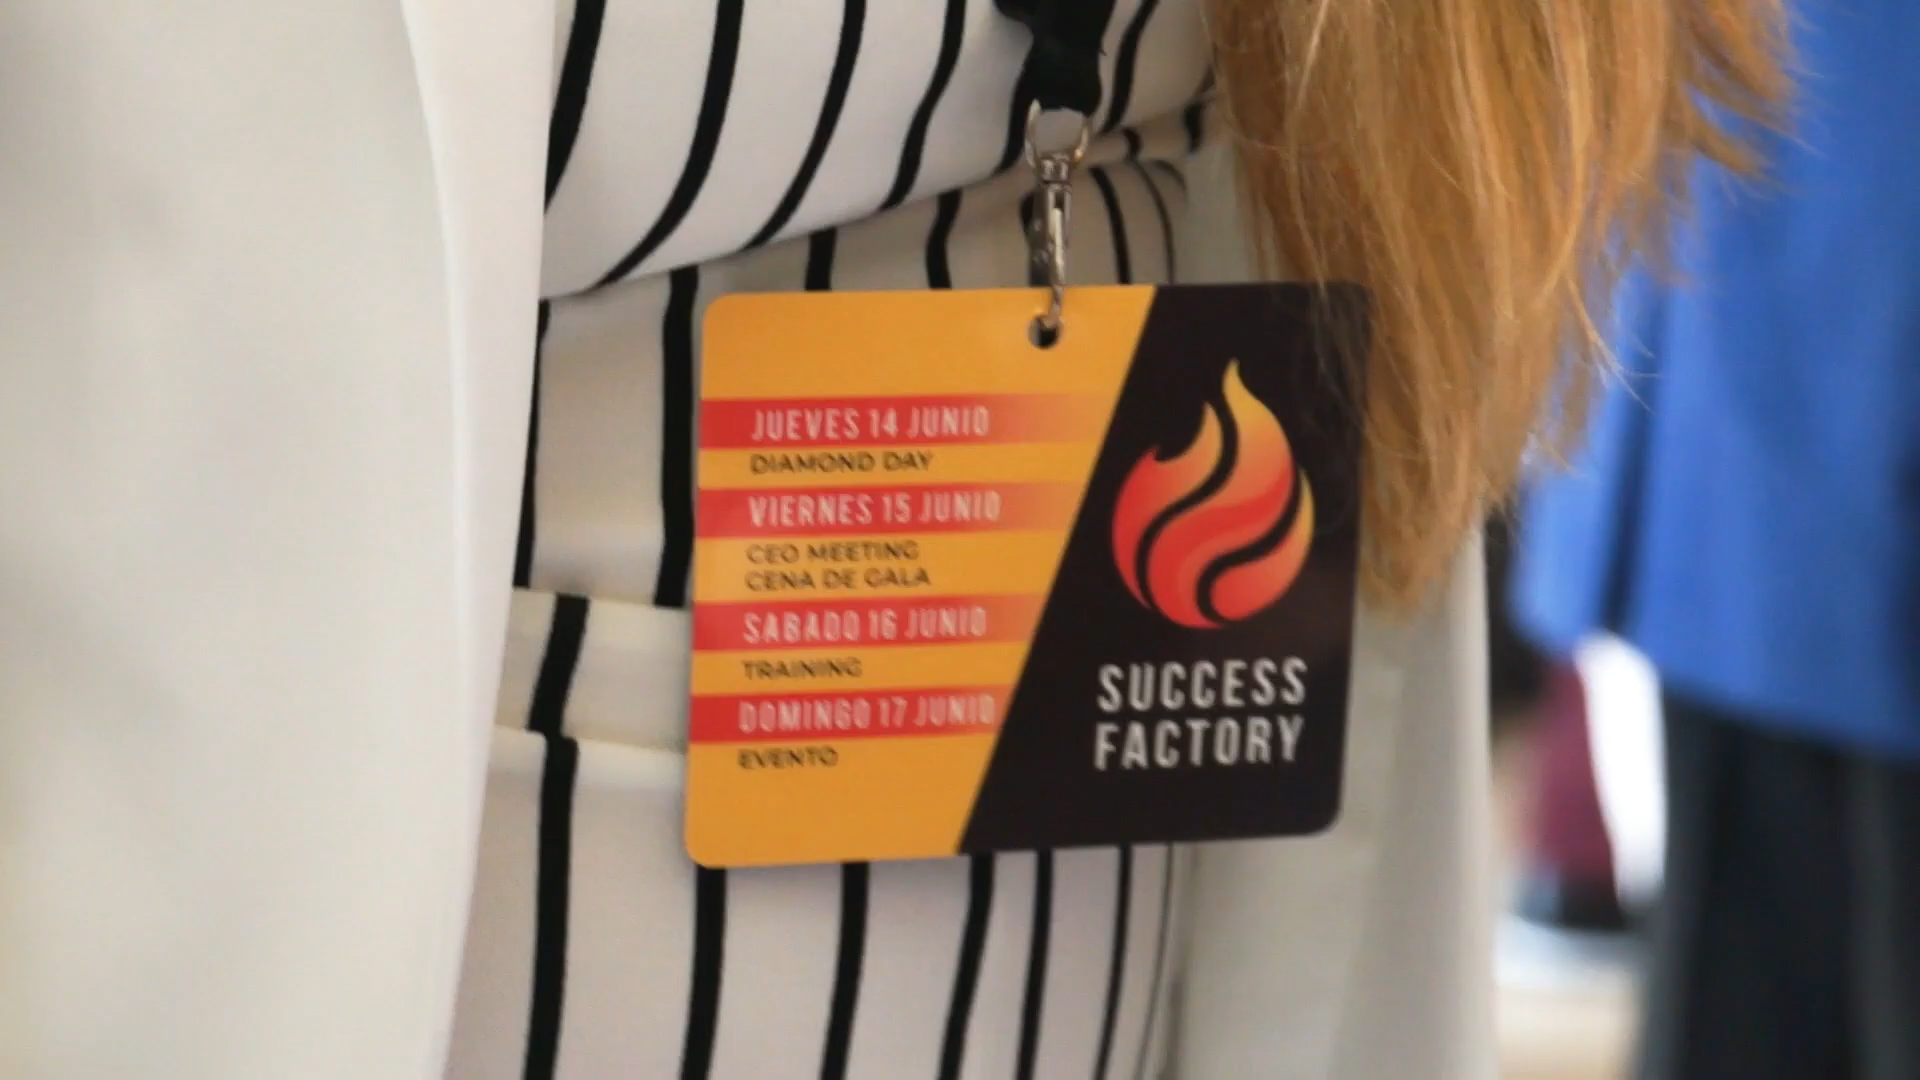 JUEVES 14 JUNIO
DIAMOND DAY
VIERNES 15 JUNIO
CEO MEETING
CENA DE GALA
SABADO 16 JUNIO
TRAINING
DOMINGO 17 JUNIO
EVENTO
SUCCESS
FACTORY